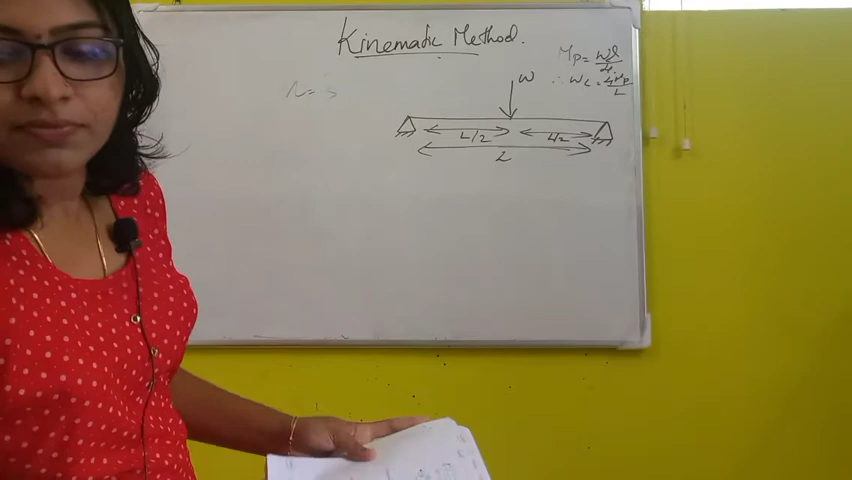 Kinematic Method.
Mp = wl/4
∴ Wc = 4Mp/L
W
L/2 L/2
L